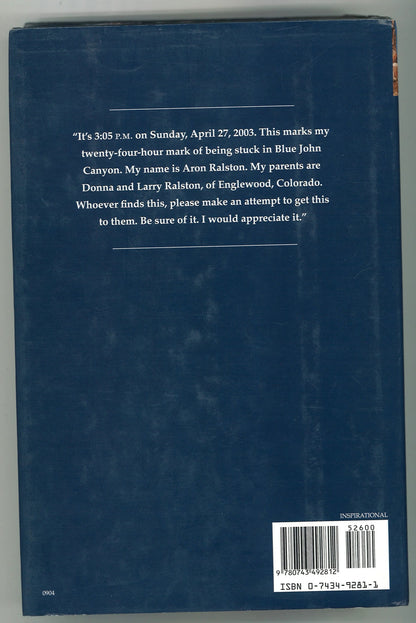 “It's 3:05 P.M. on Sunday, April 27, 2003. This marks my
twenty-four-hour mark of being stuck in Blue John
Canyon. My name is Aron Ralston. My parents are
Donna and Larry Ralston, of Englewood, Colorado.
Whoever finds this, please make an attempt to get this
to them. Be sure of it. I would appreciate it.”
INSPIRATIONAL
52600
9 780743 492812
ISBN 0-7434-9281-1
0904